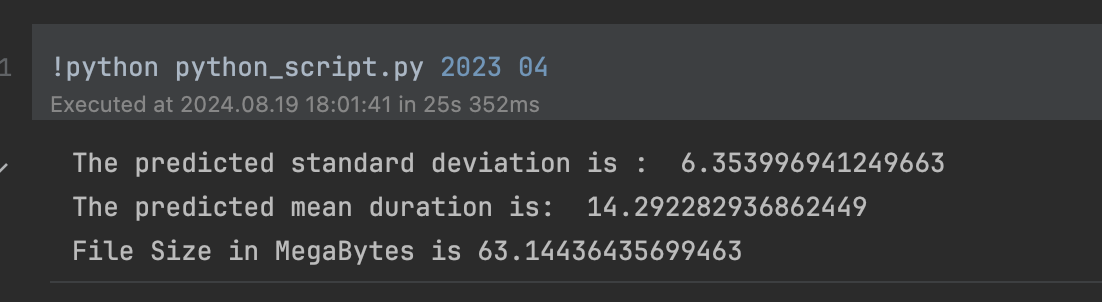 1
!python python_script.py 2023 04
Executed at 2024.08.19 18:01:41 in 25s 352ms
The predicted standard deviation is :  6.353996941249663
The predicted mean duration is:  14.292282936862449
File Size in MegaBytes is 63.14436435699463